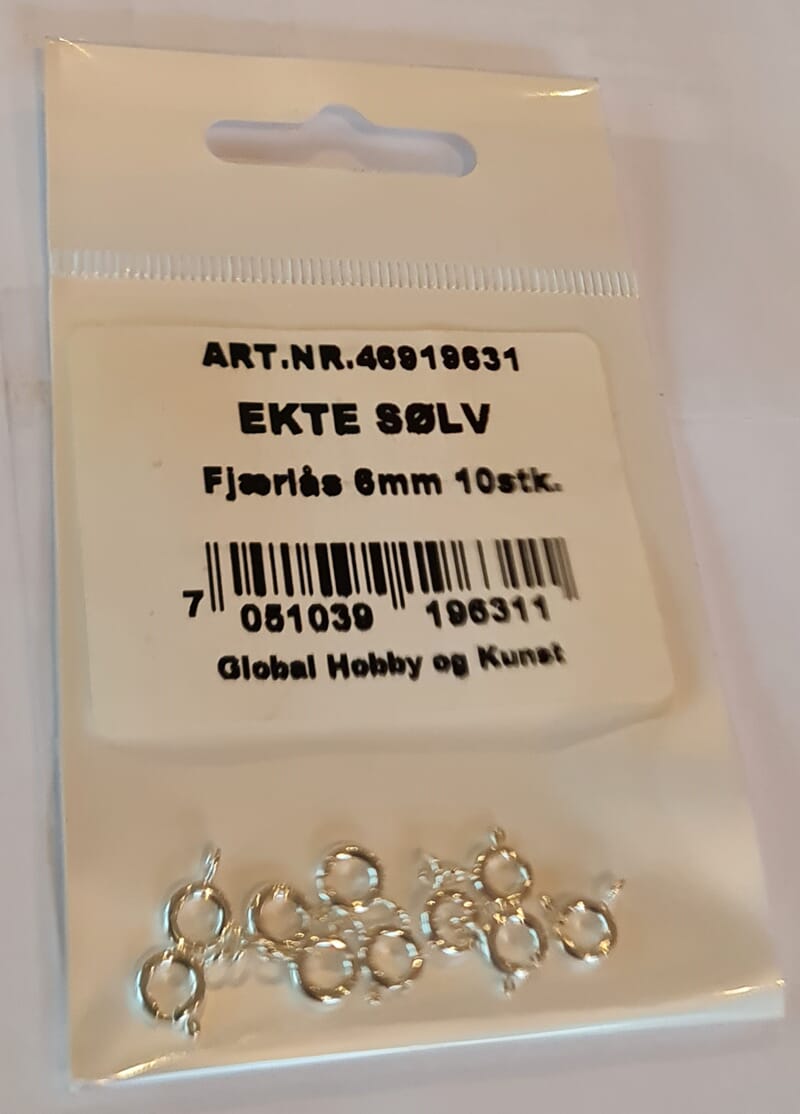 ART.NR.46919631
EKTE SØLV
Fjærlås 6mm 10stk.
7 051039 196311
Global Hobby og Kunst